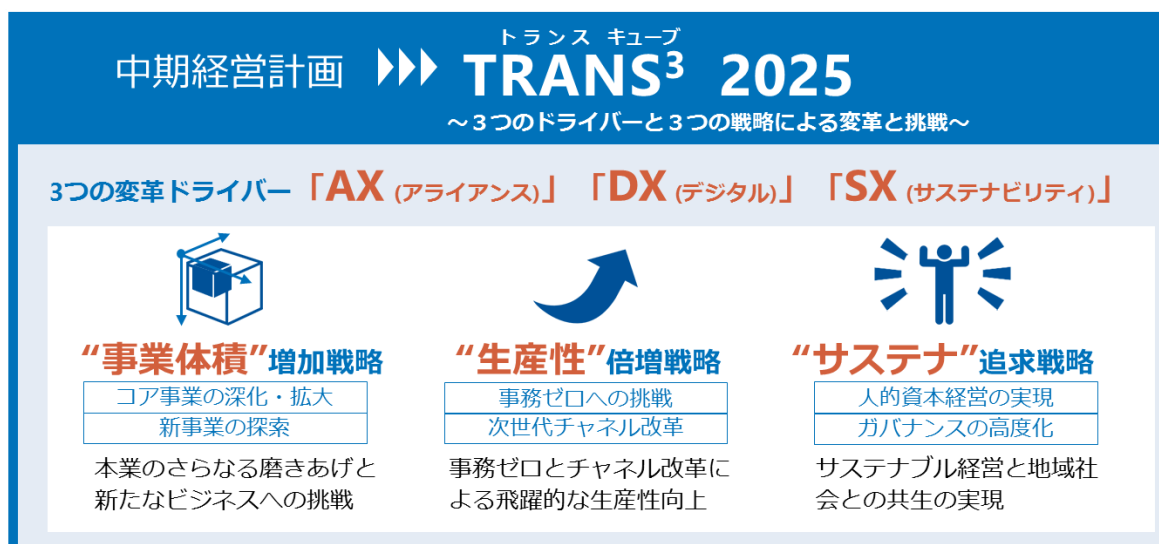 トランス キューブ
中期経営計画 TRANS³ 2025
～３つのドライバーと３つの戦略による変革と挑戦～
3つの変革ドライバー「AX (アライアンス)」「DX (デジタル)」「SX (サステナビリティ)」
“事業体積”増加戦略
コア事業の深化・拡大
新事業の探索
本業のさらなる磨きあげと
新たなビジネスへの挑戦
“生産性”倍増戦略
事務ゼロへの挑戦
次世代チャネル改革
事務ゼロとチャネル改革に
よる飛躍的な生産性向上
“サステナ”追求戦略
人的資本経営の実現
ガバナンスの高度化
サステナブル経営と地域社
会との共生の実現